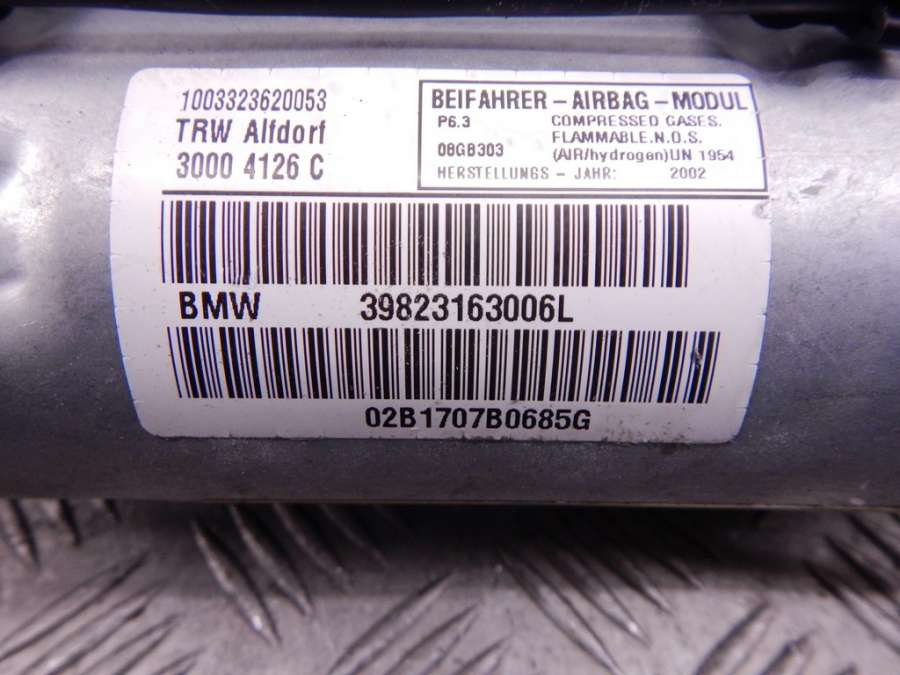 1003323620053
TRW Alfdorf
3000 4126 C
BEIFAHRER - AIRBAG - MODUL
P6.3 COMPRESSED GASES.
FLAMMABLE.N.O.S.
08GB303 (AIR/hydrogen)UN 1954
HERSTELLUNGS - JAHR: 2002
BMW 39823163006L
02B1707B0685G